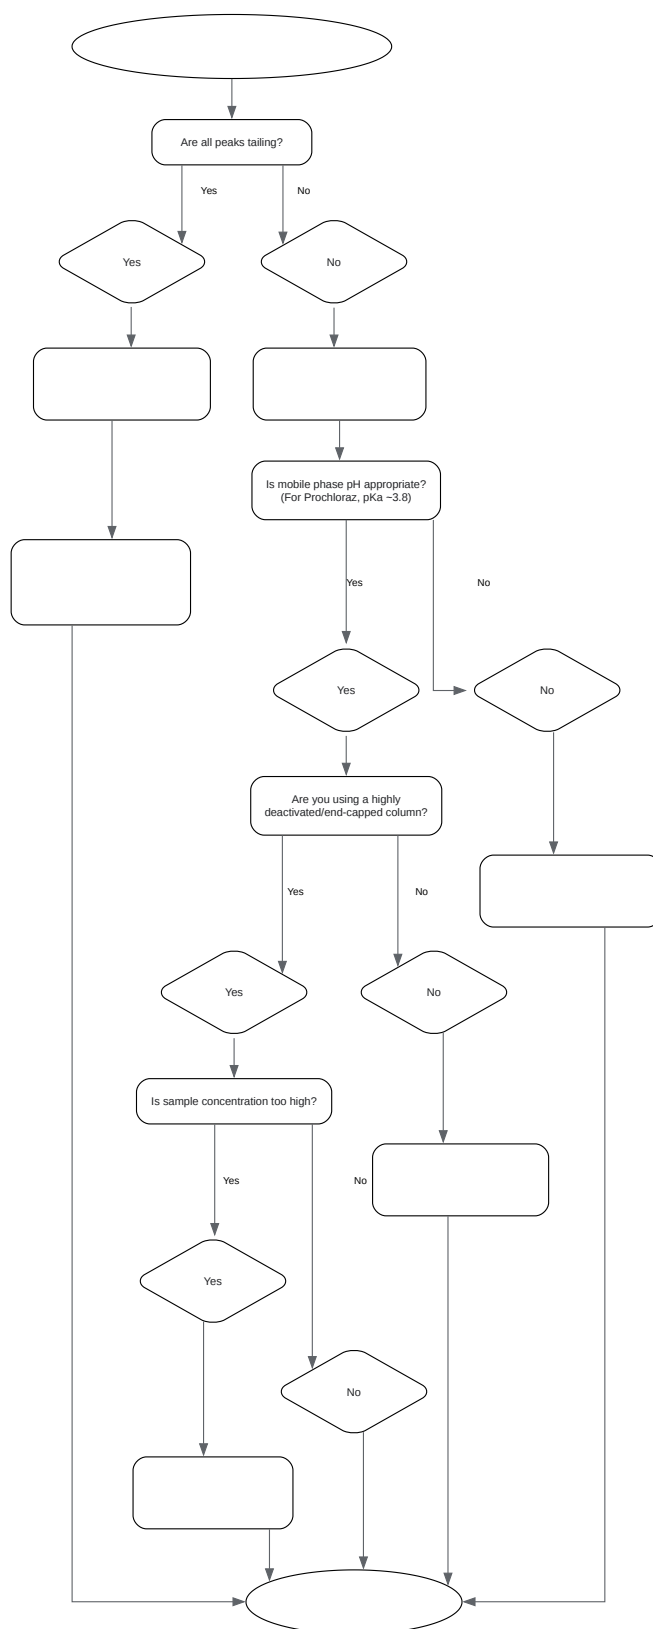 Are all peaks tailing?
Yes
No
Yes
No
Is mobile phase pH appropriate?
(For Prochloraz, pKa ~3.8)
Yes
No
Yes
No
Are you using a highly
deactivated/end-capped column?
Yes
No
Yes
No
Is sample concentration too high?
Yes
No
Yes
No